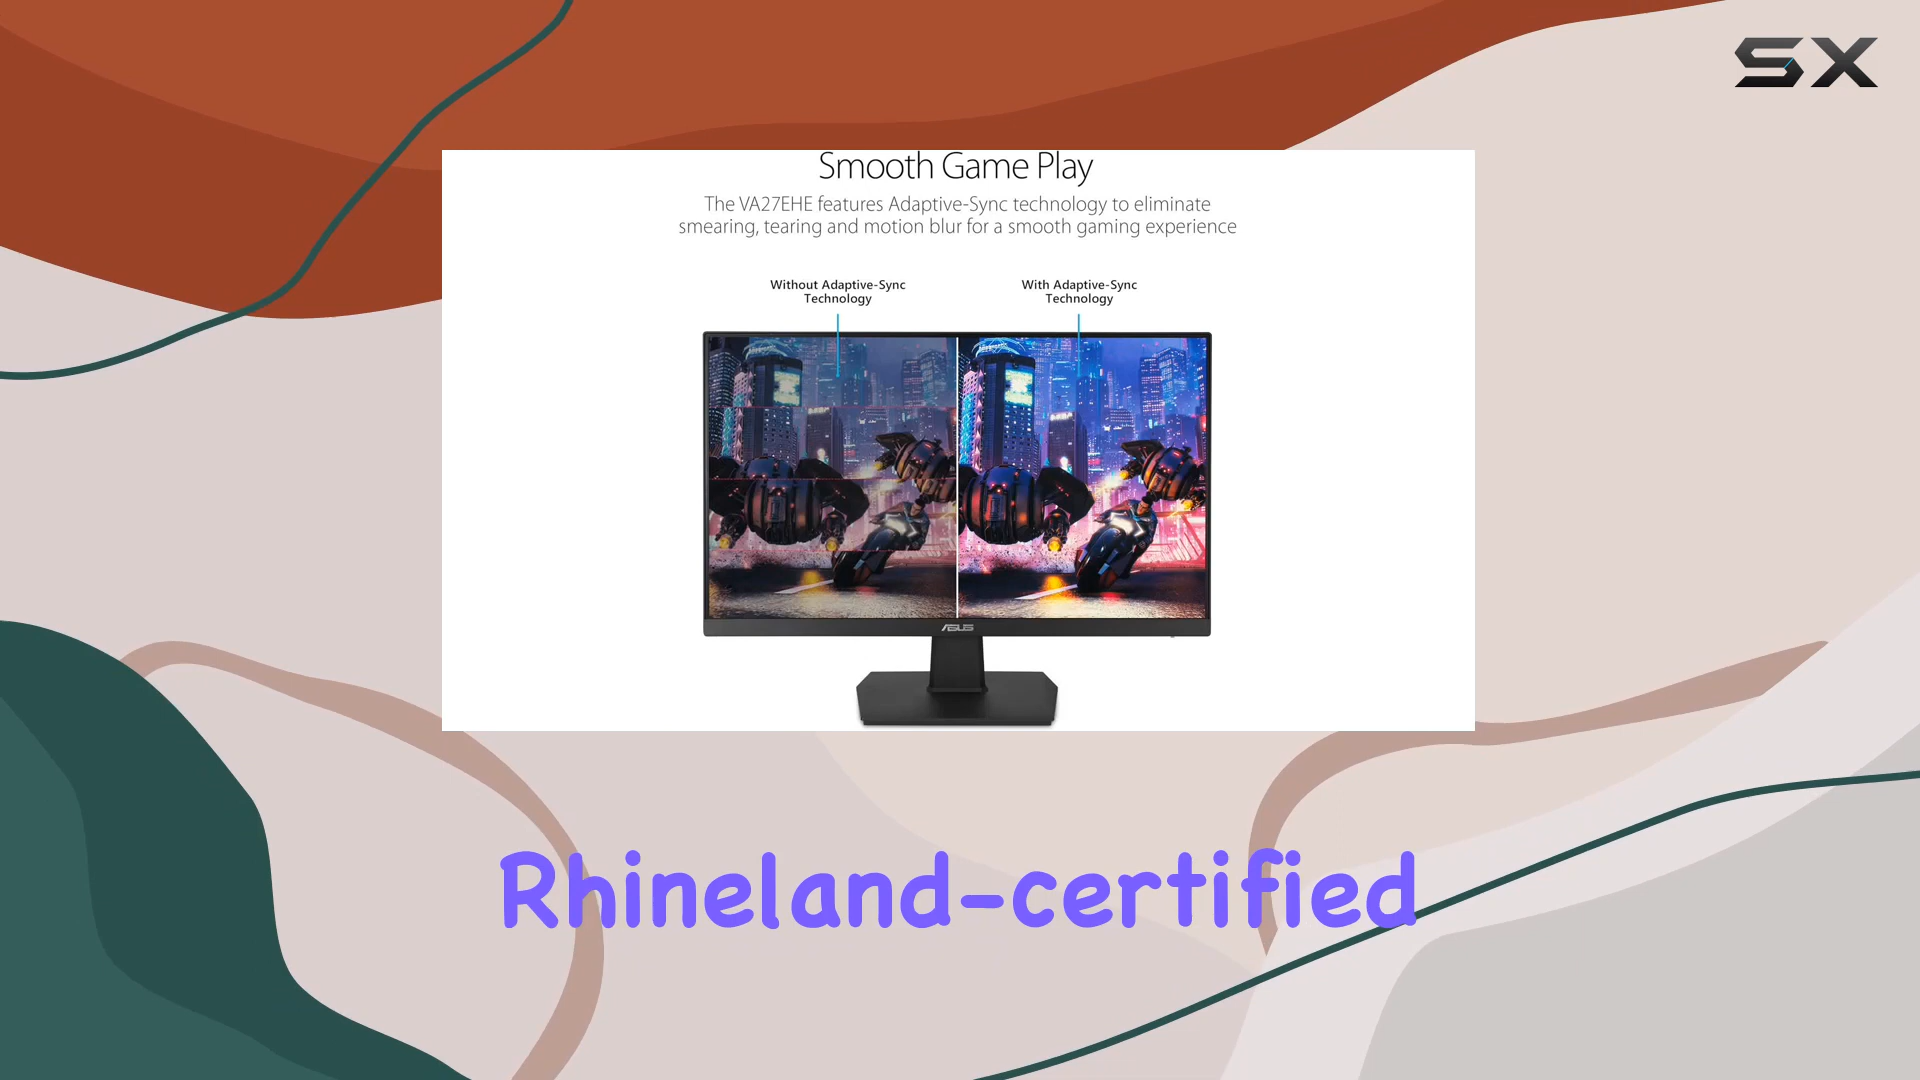 SX
Smooth Game Play
The VA27EHE features Adaptive-Sync technology to eliminate
smearing, tearing and motion blur for a smooth gaming experience
Without Adaptive-Sync
Technology
With Adaptive-Sync
Technology
ASUS
Rhineland-certified